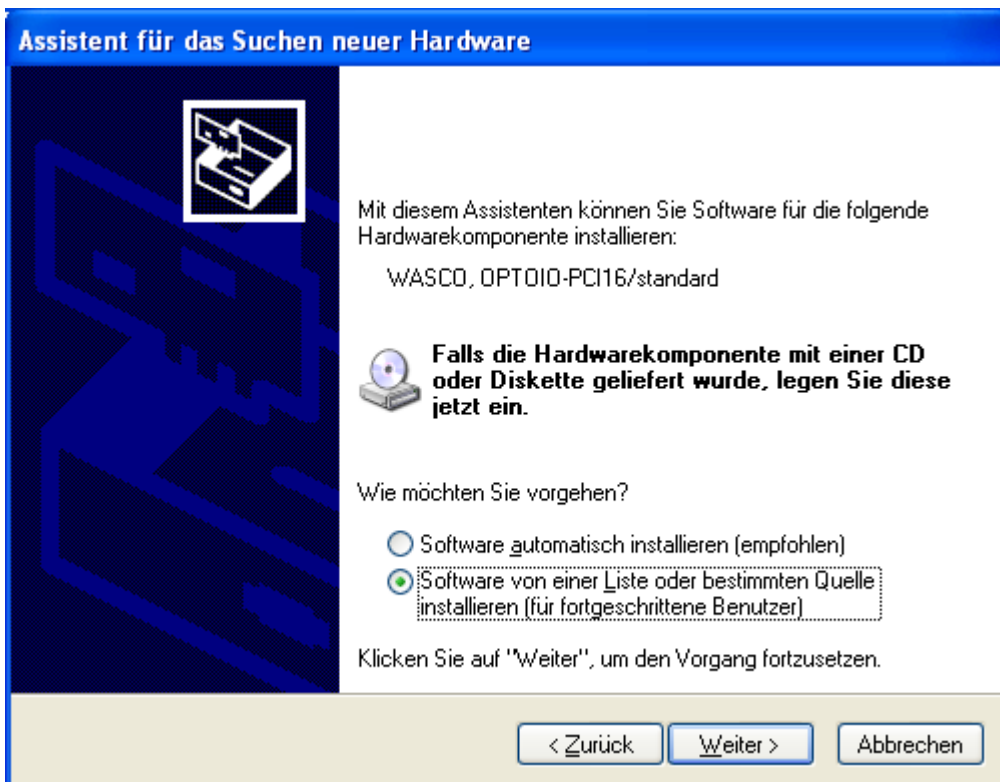 Assistent für das Suchen neuer Hardware
Mit diesem Assistenten können Sie Software für die folgende
Hardwarekomponente installieren:
WASCO, OPTOIO-PCI16/standard
Falls die Hardwarekomponente mit einer CD
oder Diskette geliefert wurde, legen Sie diese
jetzt ein.
Wie möchten Sie vorgehen?
Software automatisch installieren (empfohlen)
Software von einer Liste oder bestimmten Quelle
installieren (für fortgeschrittene Benutzer)
Klicken Sie auf "Weiter", um den Vorgang fortzusetzen.
< Zurück Weiter > Abbrechen